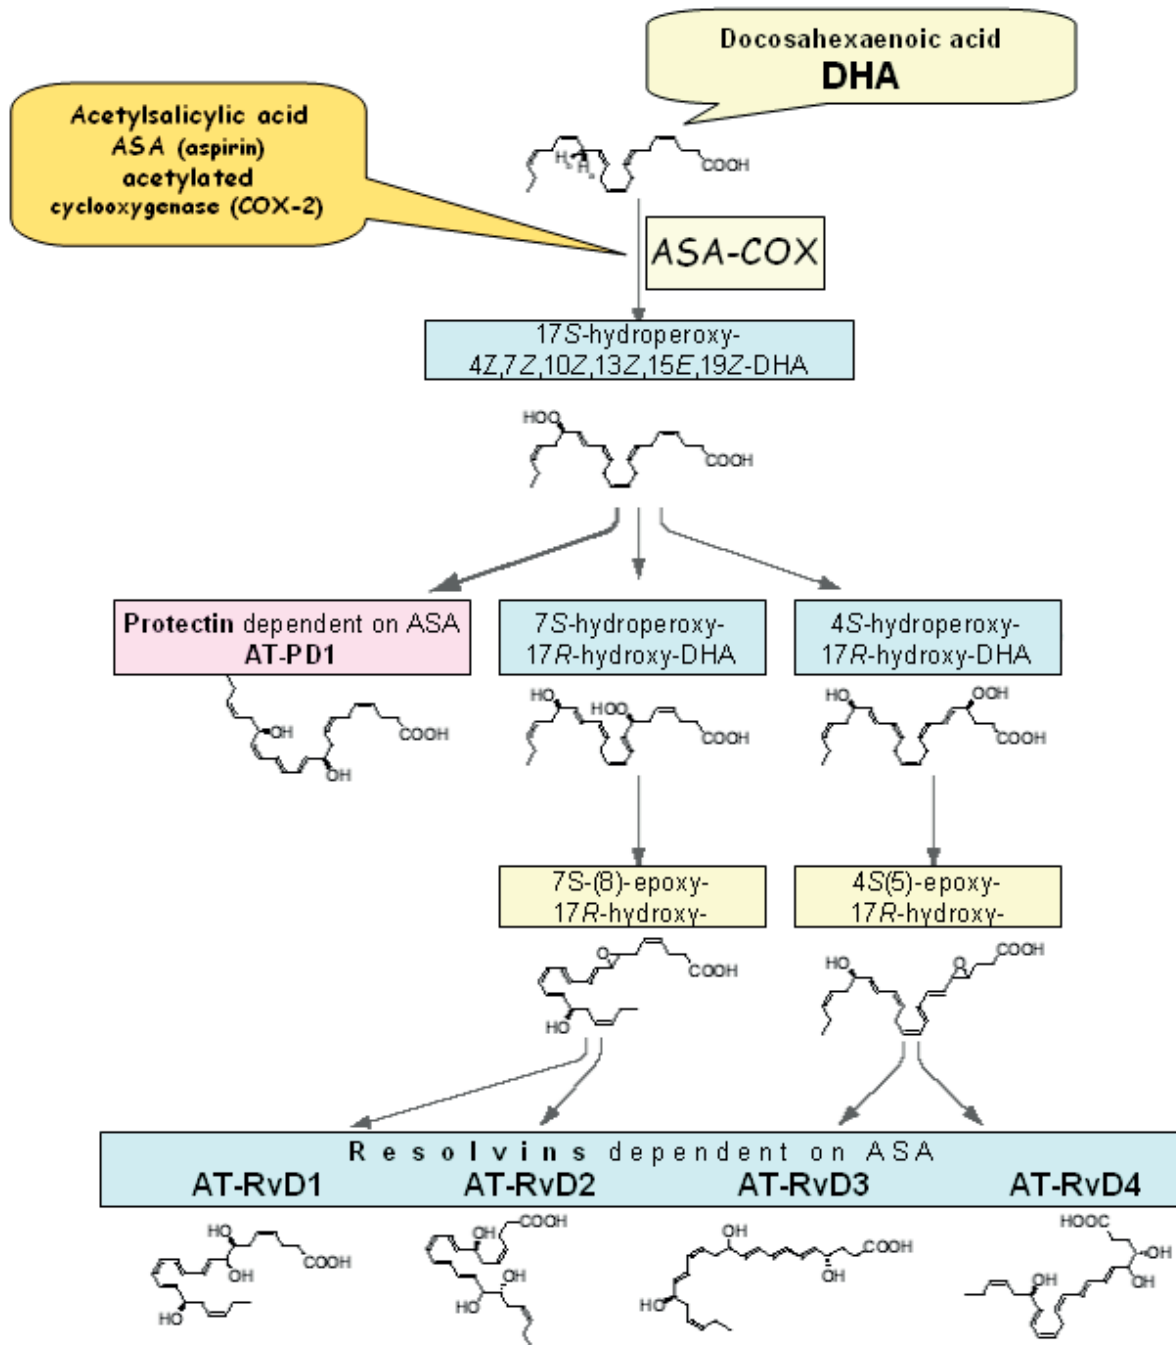 Docosahexaenoic acid
DHA
Acetylsalicylic acid
ASA (aspirin)
acetylated
cyclooxygenase (COX-2)
H
H
COOH
ASA-COX
17S-hydroperoxy-
4Z,7Z,10Z,13Z,15E,19Z-DHA
HOO
COOH
Protectin dependent on ASA
AT-PD1
7S-hydroperoxy-
17R-hydroxy-DHA
4S-hydroperoxy-
17R-hydroxy-DHA
OH
COOH
OH
HO
HOO
COOH
HO
OOH
COOH
7S-(8)-epoxy-
17R-hydroxy-
4S(5)-epoxy-
17R-hydroxy-
O
COOH
HO
HO
O
COOH
Resolvins dependent on ASA
AT-RvD1 AT-RvD2 AT-RvD3 AT-RvD4
HO
COOH
OH
HO
COOH
OH
OH
HO
OH
COOH
OH
HO
HOOC
OH
OH
OH